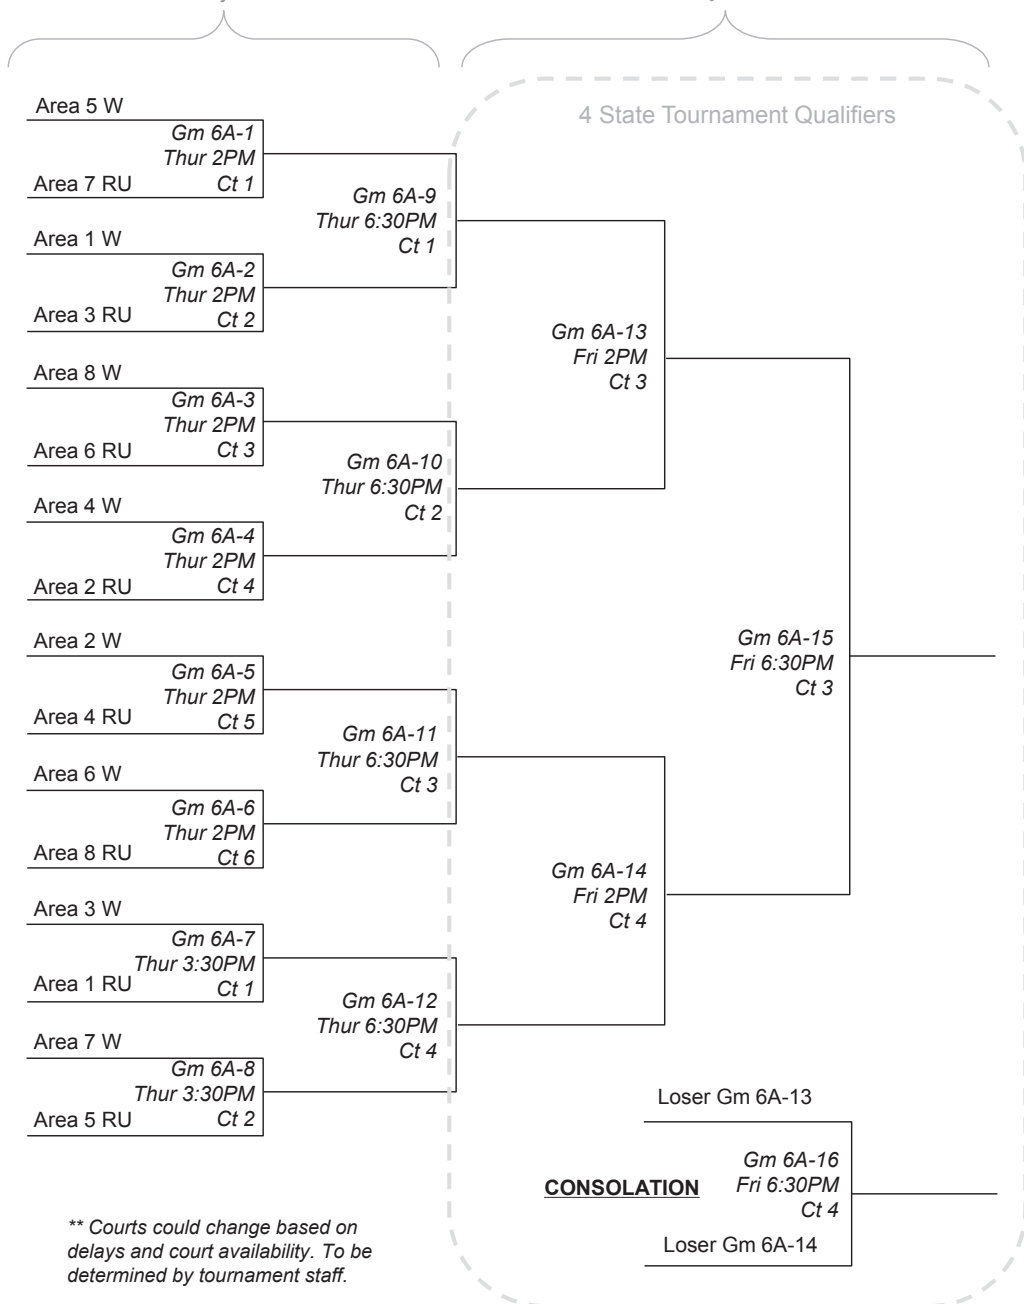 4 State Tournament Qualifiers
Area 5 W
Gm 6A-1
Thur 2PM
Area 7 RU
Ct 1
Gm 6A-9
Thur 6:30PM
Ct 1
Area 1 W
Gm 6A-2
Thur 2PM
Area 3 RU
Ct 2
Gm 6A-13
Fri 2PM
Ct 3
Area 8 W
Gm 6A-3
Thur 2PM
Area 6 RU
Ct 3
Gm 6A-10
Thur 6:30PM
Ct 2
Area 4 W
Gm 6A-4
Thur 2PM
Area 2 RU
Ct 4
Gm 6A-15
Fri 6:30PM
Ct 3
Area 2 W
Gm 6A-5
Thur 2PM
Area 4 RU
Ct 5
Gm 6A-11
Thur 6:30PM
Ct 3
Area 6 W
Gm 6A-6
Thur 2PM
Area 8 RU
Ct 6
Gm 6A-14
Fri 2PM
Ct 4
Area 3 W
Gm 6A-7
Thur 3:30PM
Area 1 RU
Ct 1
Gm 6A-12
Thur 6:30PM
Ct 4
Area 7 W
Gm 6A-8
Thur 3:30PM
Area 5 RU
Ct 2
Loser Gm 6A-13
Gm 6A-16
CONSOLATION
Fri 6:30PM
Ct 4
Loser Gm 6A-14
** Courts could change based on
delays and court availability. To be
determined by tournament staff.